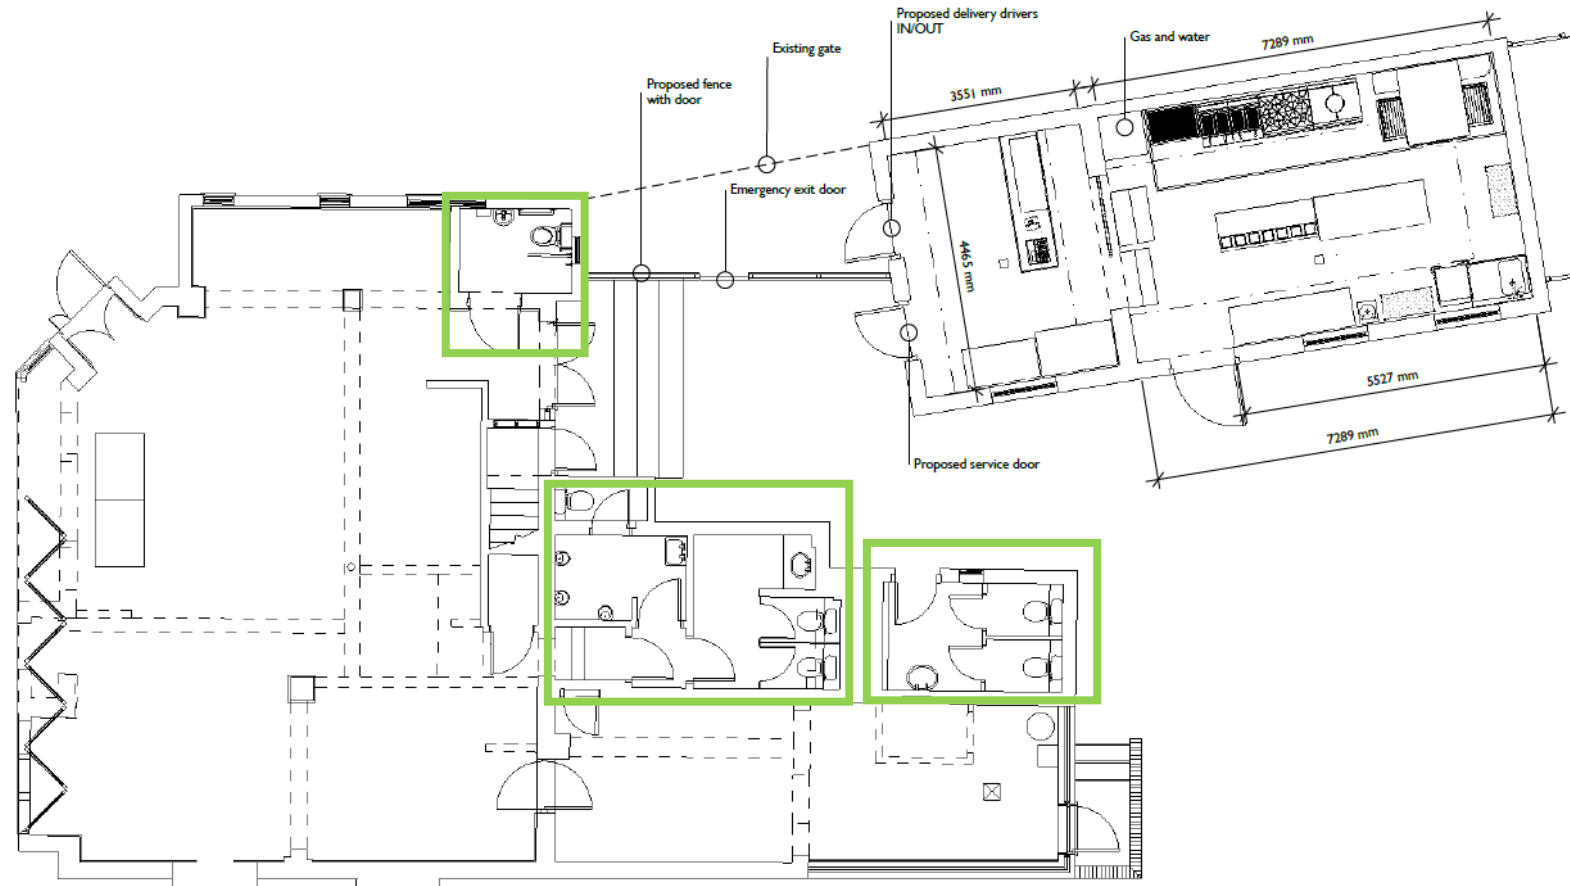 Proposed delivery drivers
IN/OUT
Existing gate
Gas and water
7289 mm
Proposed fence
with door
3551 mm
Emergency exit door
4465 mm
5527 mm
7289 mm
Proposed service door